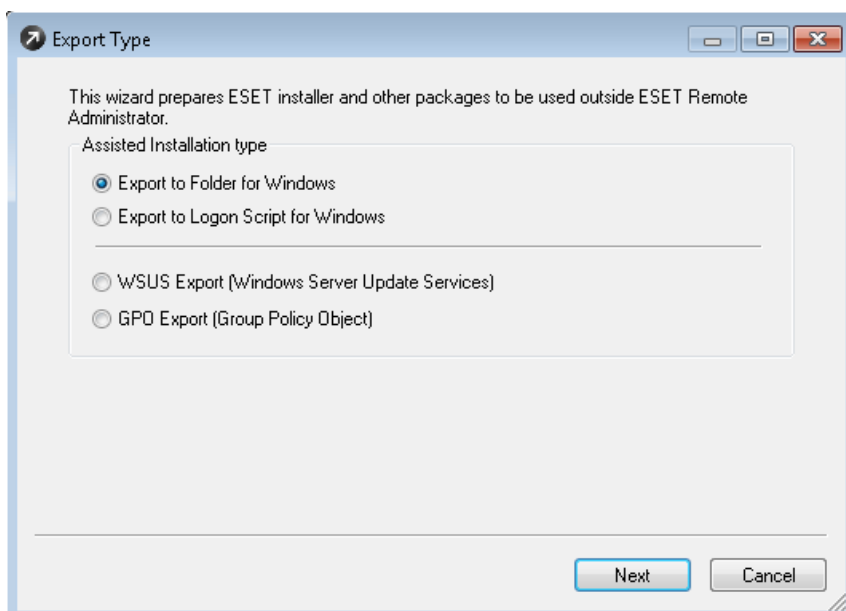 Export Type
This wizard prepares ESET installer and other packages to be used outside ESET Remote
Administrator.
Assisted Installation type
Export to Folder for Windows
Export to Logon Script for Windows
WSUS Export (Windows Server Update Services)
GPO Export (Group Policy Object)
Next
Cancel